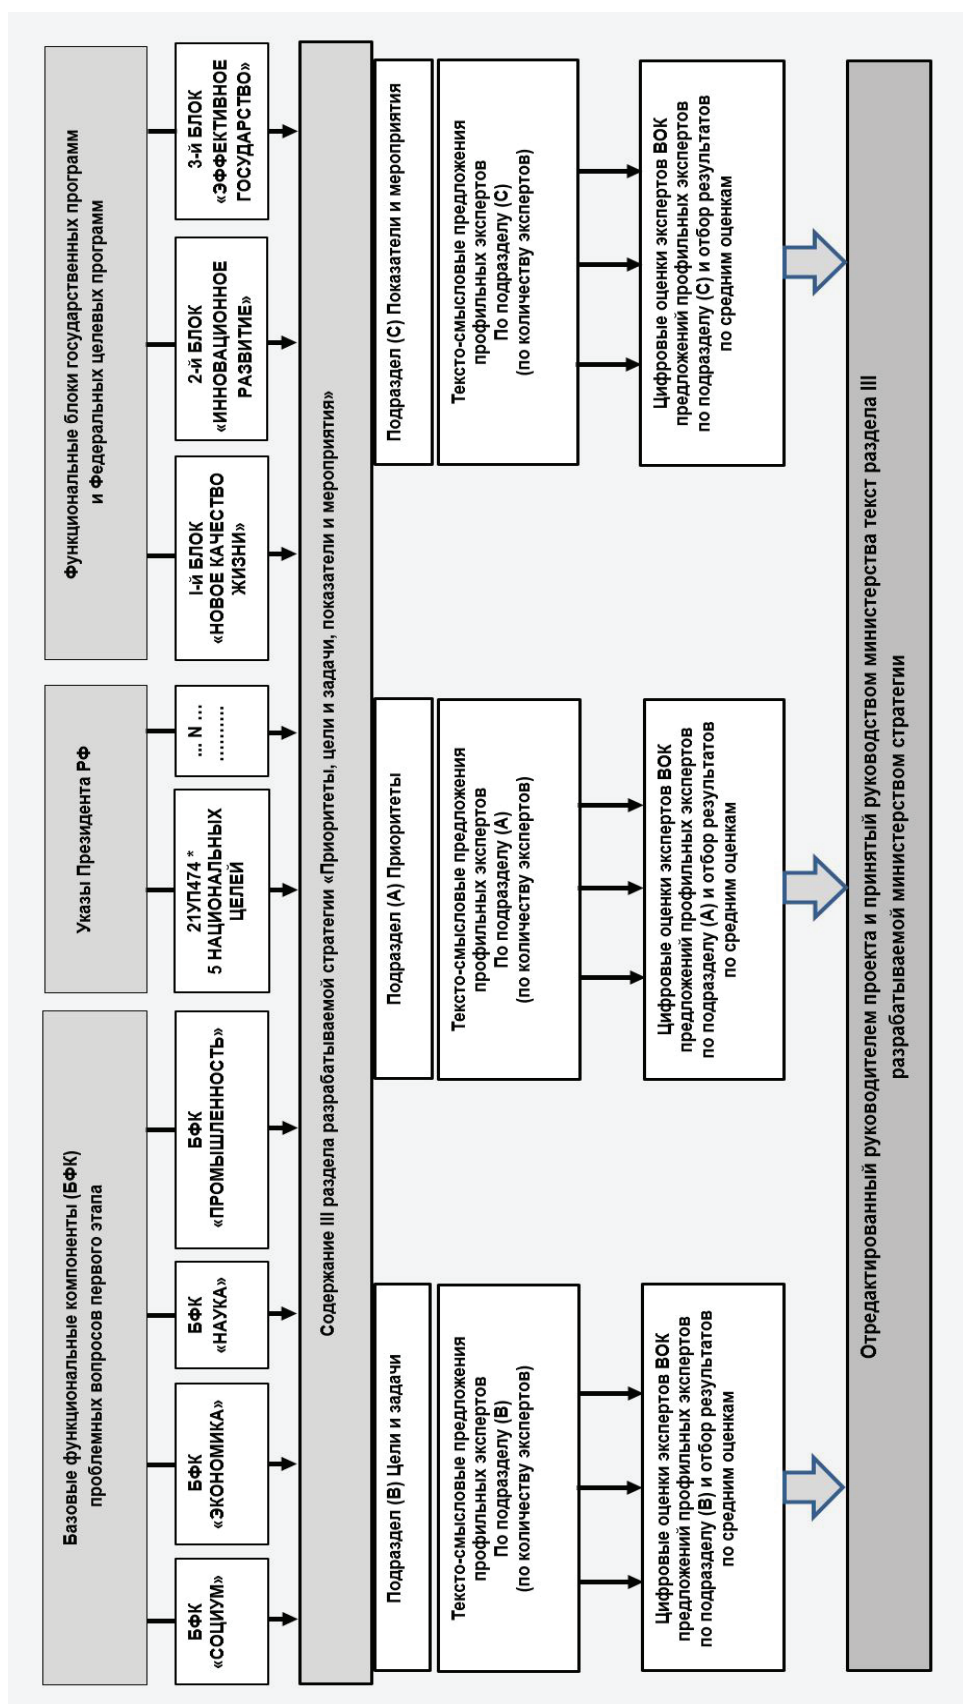 Базовые функциональные компоненты (БФК)
проблемных вопросов первого этапа
Указы Президента РФ
Функциональные блоки государственных программ
и Федеральных целевых программ
БФК
«СОЦИУМ»
БФК
«ЭКОНОМИКА»
БФК
«НАУКА»
БФК
«ПРОМЫШЛЕННОСТЬ»
21УП474 *
5 НАЦИОНАЛЬНЫХ
ЦЕЛЕЙ
... N ...
..........
I-й БЛОК
«НОВОЕ КАЧЕСТВО
ЖИЗНИ»
2-й БЛОК
«ИННОВАЦИОННОЕ
РАЗВИТИЕ»
3-й БЛОК
«ЭФФЕКТИВНОЕ
ГОСУДАРСТВО»
Содержание III раздела разрабатываемой стратегии «Приоритеты, цели и задачи, показатели и мероприятия»
Подраздел (В) Цели и задачи
Тексто-смысловые предложения
профильных экспертов
По подразделу (В)
(по количеству экспертов)
Цифровые оценки экспертов ВОК
предложений профильных экспертов
по подразделу (В) и отбор результатов
по средним оценкам
Подраздел (А) Приоритеты
Тексто-смысловые предложения
профильных экспертов
По подразделу (А)
(по количеству экспертов)
Цифровые оценки экспертов ВОК
предложений профильных экспертов
по подразделу (А) и отбор результатов
по средним оценкам
Подраздел (С) Показатели и мероприятия
Тексто-смысловые предложения
профильных экспертов
По подразделу (С)
(по количеству экспертов)
Цифровые оценки экспертов ВОК
предложений профильных экспертов
по подразделу (С) и отбор результатов
по средним оценкам
Отредактированный руководителем проекта и принятый руководством министерства текст раздела III
разрабатываемой министерством стратегии